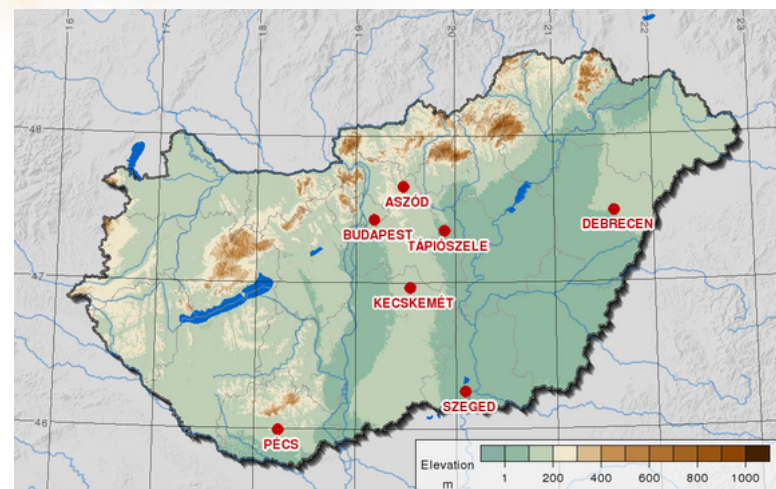 16
17
18
19
20
21
22
23
48
ASZÓD
BUDAPEST
TÁPIÓSZELE
DEBRECEN
47
KECSKEMÉT
SZEGED
46
PÉCS
Elevation
m
1 200 400 600 800 1000